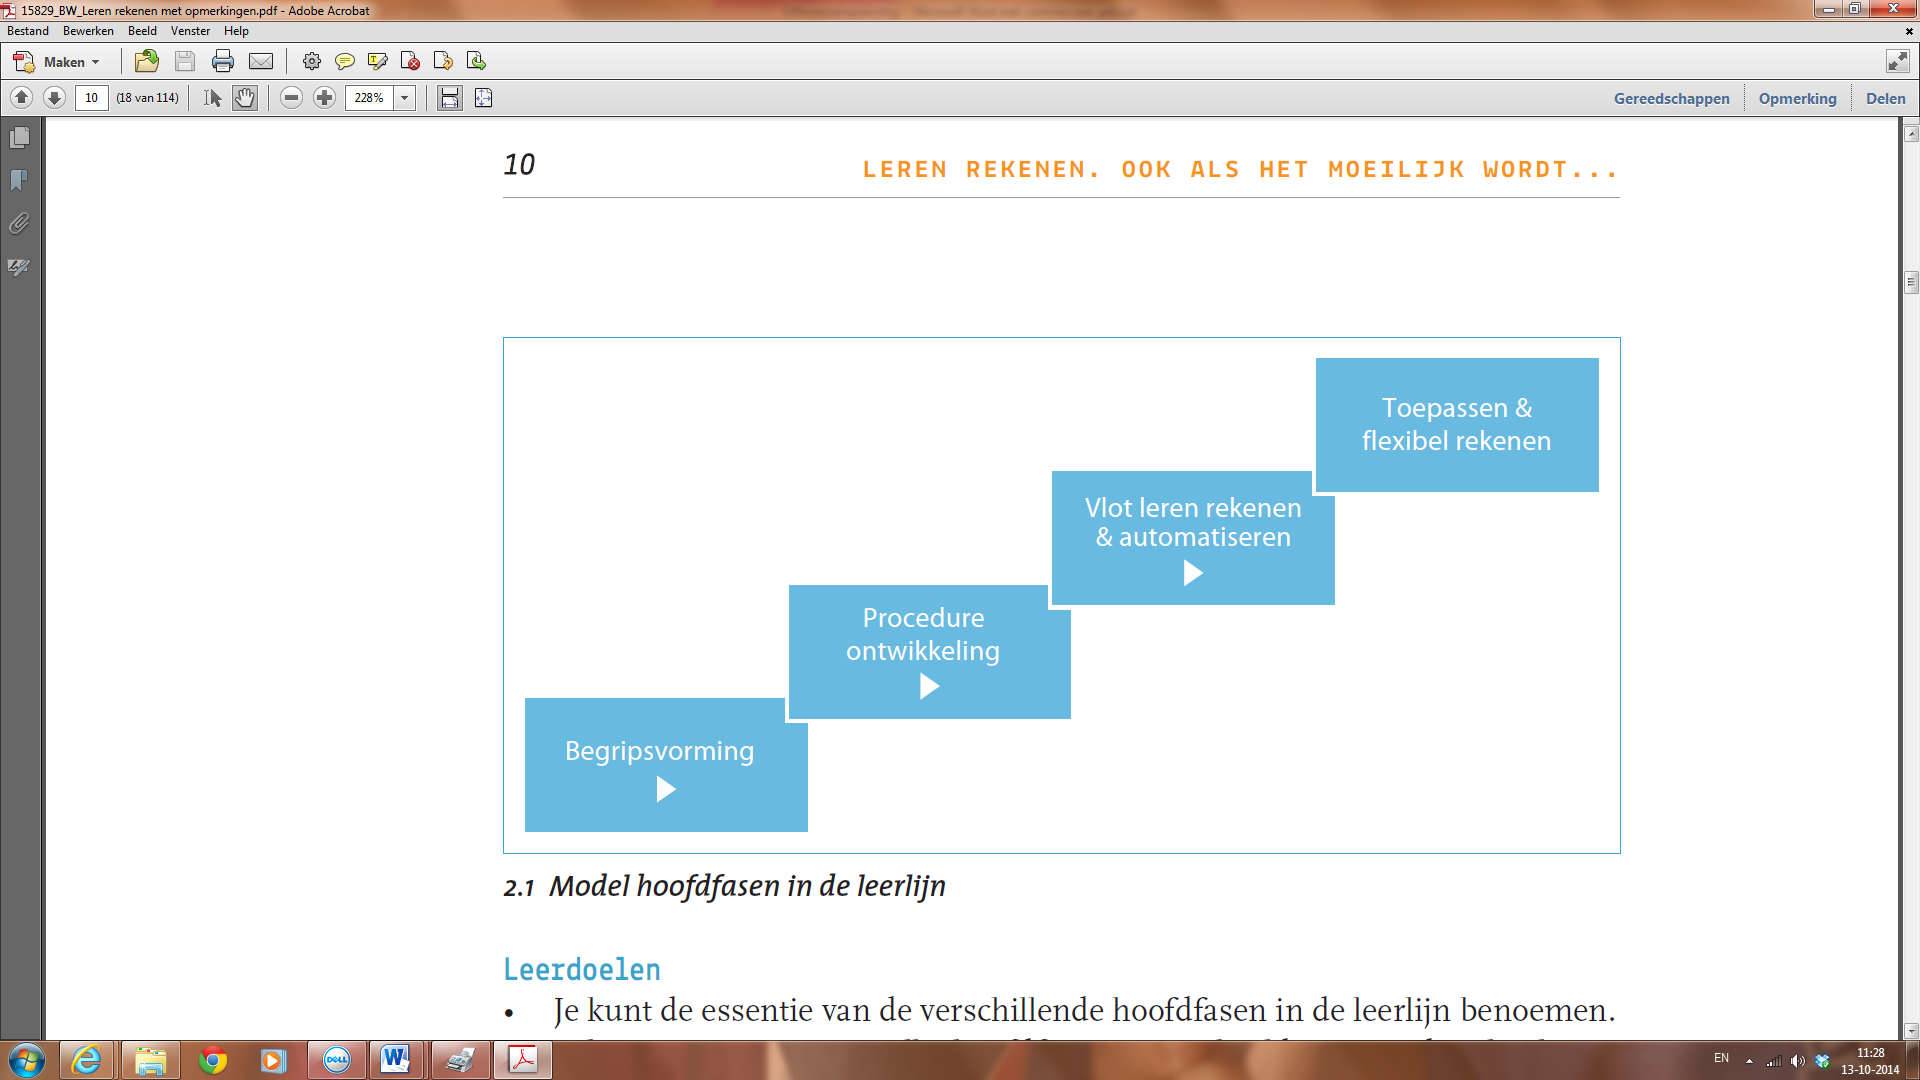 15829_BW_Leren rekenen met opmerkingen.pdf - Adobe Acrobat
Bestand Bewerken Beeld Venster Help
Maken
10 (18 van 114) 228% Gereedschappen Opmerking Delen
10 LEREN REKENEN. OOK ALS HET MOEILIJK WORDT...
Toepassen &
flexibel rekenen
Vlot leren rekenen
& automatiseren
Procedure
ontwikkeling
Begripsvorming
2.1 Model hoofdfasen in de leerlijn
Leerdoelen
• Je kunt de essentie van de verschillende hoofdfasen in de leerlijn benoemen.
DELL
EN
11:28
13-10-2014